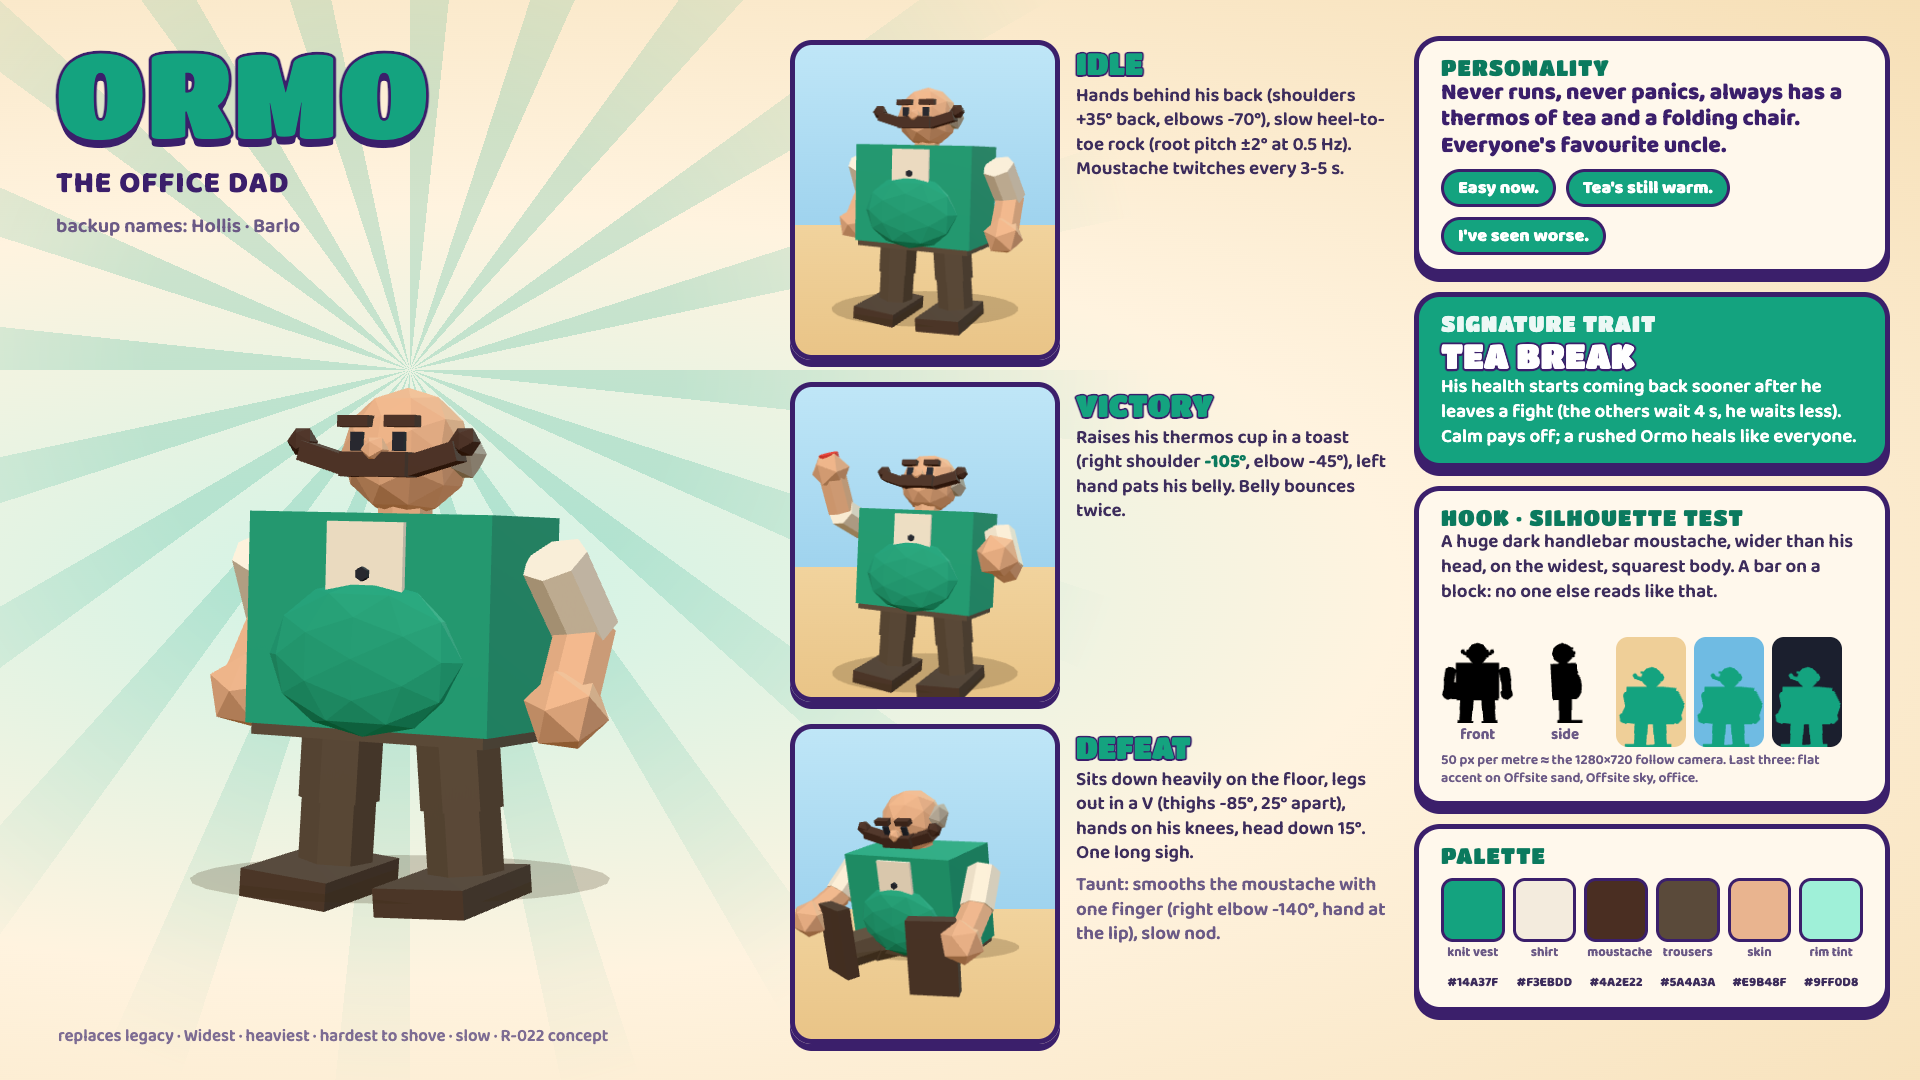 ORMO
THE OFFICE DAD
backup names: Hollis · Barlo
replaces legacy · Widest · heaviest · hardest to shove · slow · R-022 concept
IDLE
Hands behind his back (shoulders
+35° back, elbows -70°), slow heel-to-
toe rock (root pitch ±2° at 0.5 Hz).
Moustache twitches every 3-5 s.
VICTORY
Raises his thermos cup in a toast
(right shoulder -105°, elbow -45°), left
hand pats his belly. Belly bounces
twice.
DEFEAT
Sits down heavily on the floor, legs
out in a V (thighs -85°, 25° apart),
hands on his knees, head down 15°.
One long sigh.
Taunt: smooths the moustache with
one finger (right elbow -140°, hand at
the lip), slow nod.
PERSONALITY
Never runs, never panics, always has a
thermos of tea and a folding chair.
Everyone's favourite uncle.
Easy now. Tea's still warm.
I've seen worse.
SIGNATURE TRAIT
TEA BREAK
His health starts coming back sooner after he
leaves a fight (the others wait 4 s, he waits less).
Calm pays off; a rushed Ormo heals like everyone.
HOOK · SILHOUETTE TEST
A huge dark handlebar moustache, wider than his
head, on the widest, squarest body. A bar on a
block: no one else reads like that.
front side
50 px per metre ≈ the 1280×720 follow camera. Last three: flat
accent on Offsite sand, Offsite sky, office.
PALETTE
knit vest shirt moustache trousers skin rim tint
#14A37F #F3EBDD #4A2E22 #5A4A3A #E9B48F #9FF0D8